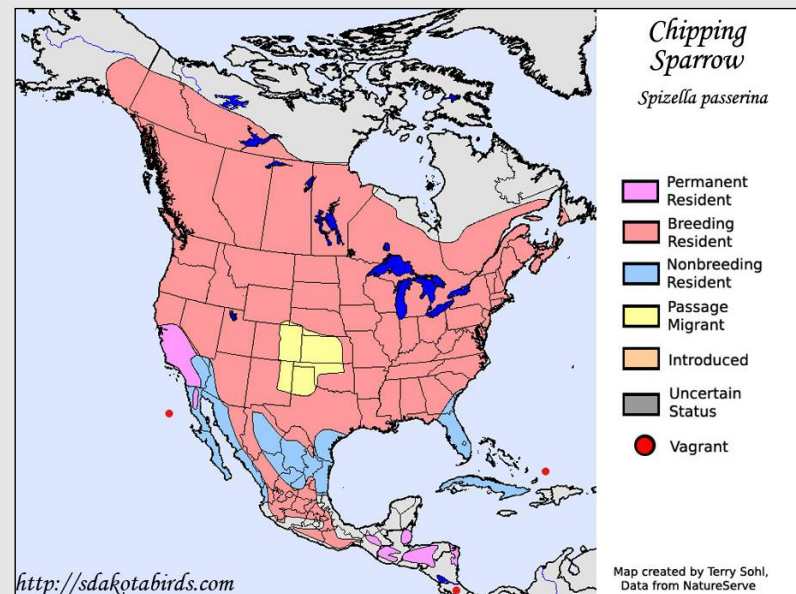 Chipping
Sparrow
Spizella passerina
Permanent
Resident
Breeding
Resident
Nonbreeding
Resident
Passage
Migrant
Introduced
Uncertain
Status
Vagrant
http://sdakotabirds.com
Map created by Terry Sohl,
Data from NatureServe